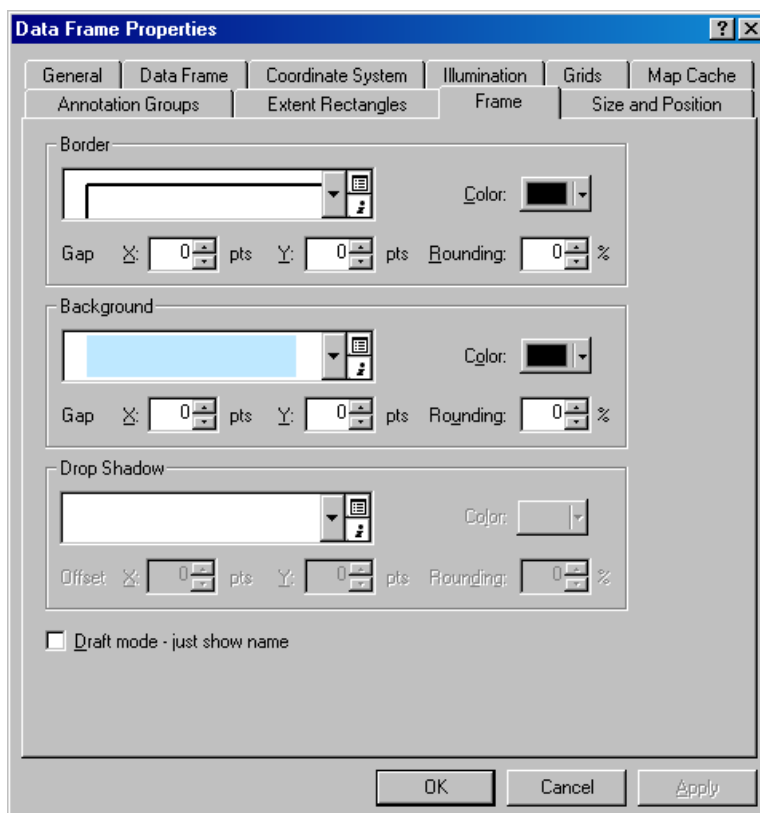 Data Frame Properties
General Data Frame Coordinate System Illumination Grids Map Cache
Annotation Groups Extent Rectangles Frame Size and Position
Border
Color:
Gap X: 0 pts Y: 0 pts Rounding: 0 %
Background
Color:
Gap X: 0 pts Y: 0 pts Rounding: 0 %
Drop Shadow
Color:
Offset X: 0 pts Y: 0 pts Rounding: 0 %
Draft mode - just show name
OK Cancel Apply